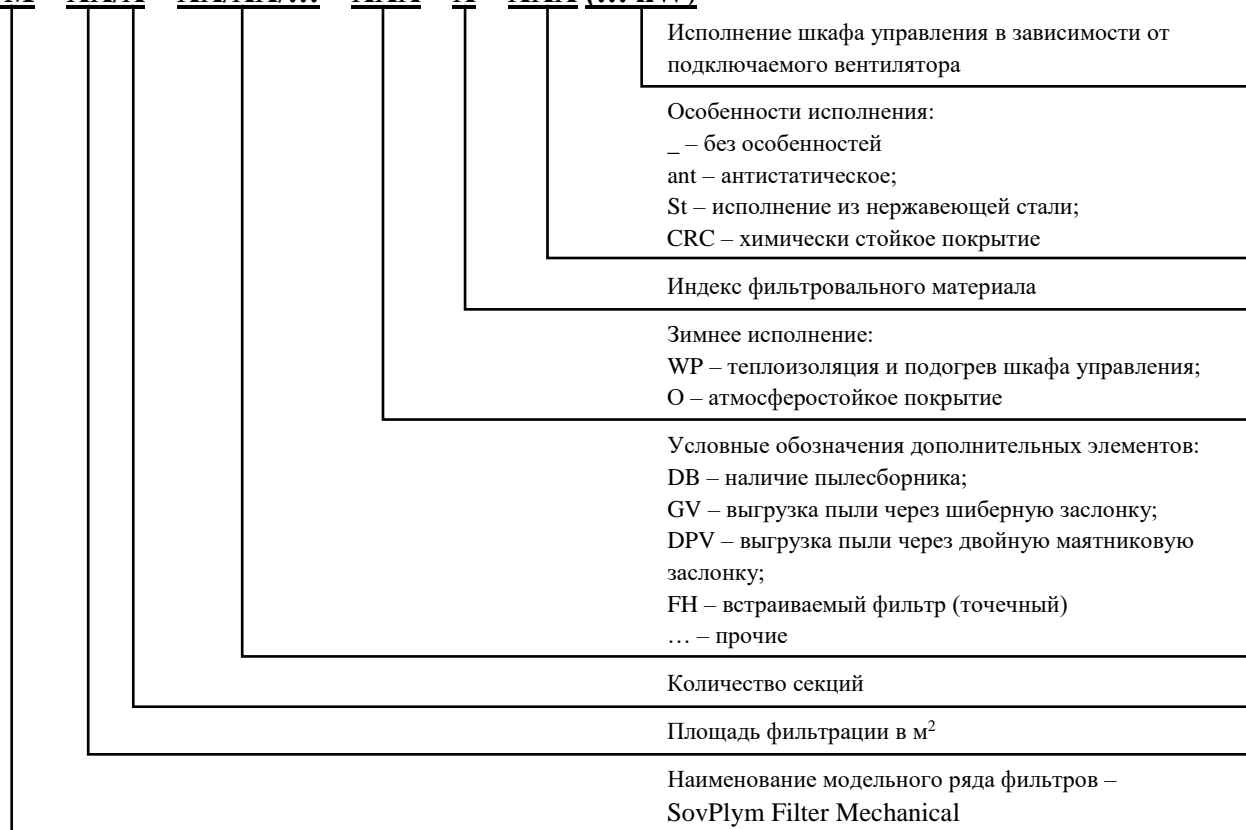 Исполнение шкафа управления в зависимости от
подключаемого вентилятора
Особенности исполнения:
_ – без особенностей
ant – антистатическое;
St – исполнение из нержавеющей стали;
CRC – химически стойкое покрытие
Индекс фильтровального материала
Зимнее исполнение:
WP – теплоизоляция и подогрев шкафа управления;
O – атмосферостойкое покрытие
Условные обозначения дополнительных элементов:
DB – наличие пылесборника;
GV – выгрузка пыли через шиберную заслонку;
DPV – выгрузка пыли через двойную маятниковую
заслонку;
FH – встраиваемый фильтр (точечный)
… – прочие
Количество секций
Площадь фильтрации в м²
Наименование модельного ряда фильтров –
SovPlym Filter Mechanical